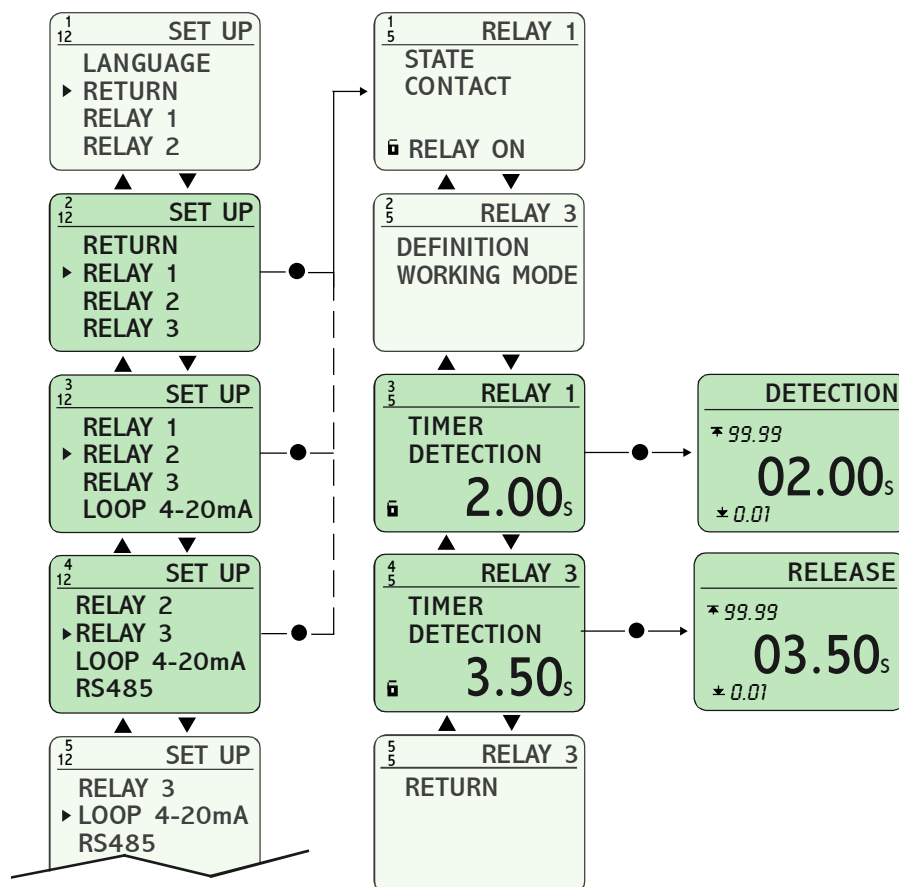 1
12
SET UP
LANGUAGE
RETURN
RELAY 1
RELAY 2
2
12
SET UP
RETURN
RELAY 1
RELAY 2
RELAY 3
3
12
SET UP
RELAY 1
RELAY 2
RELAY 3
LOOP 4-20mA
4
12
SET UP
RELAY 2
RELAY 3
LOOP 4-20mA
RS485
5
12
SET UP
RELAY 3
LOOP 4-20mA
RS485
1
5
RELAY 1
STATE
CONTACT
RELAY ON
2
5
RELAY 3
DEFINITION
WORKING MODE
3
5
RELAY 1
TIMER
DETECTION
2.00s
4
5
RELAY 3
TIMER
DETECTION
3.50s
5
5
RELAY 3
RETURN
DETECTION
99.99
02.00s
0.01
RELEASE
99.99
03.50s
0.01